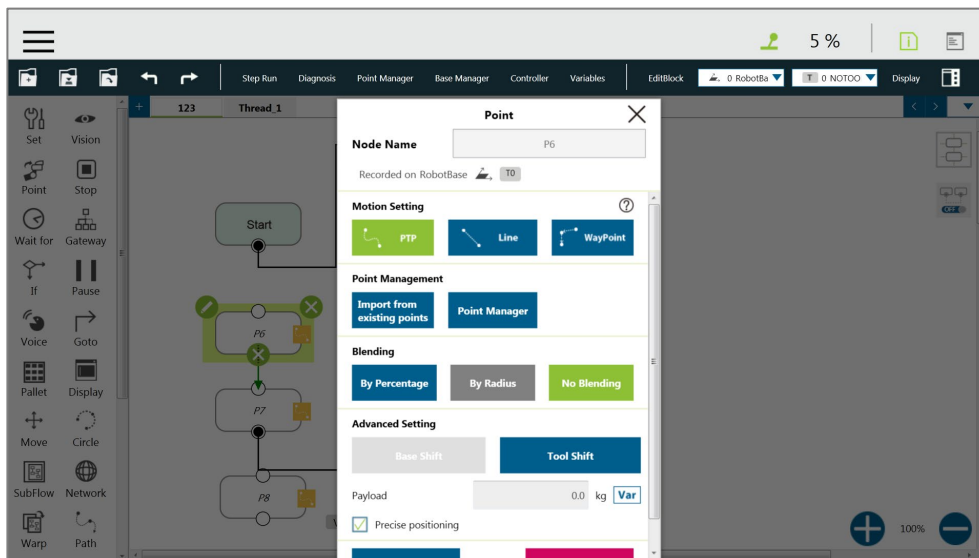 5 %
Step Run Diagnosis Point Manager Base Manager Controller Variables EditBlock 0 RobotBa T 0 NOTOO Display
123 Thread_1
Set Vision
Point Stop
Wait for Gateway
If Pause
Voice Goto
Pallet Display
Move Circle
SubFlow Network
Warp Path
Start
P6
P7
P8
Point
Node Name P6
Recorded on RobotBase T0
Motion Setting
PTP Line WayPoint
Point Management
Import from
existing points
Point Manager
Blending
By Percentage By Radius No Blending
Advanced Setting
Base Shift Tool Shift
Payload 0.0 kg Var
Precise positioning
OFF
100%